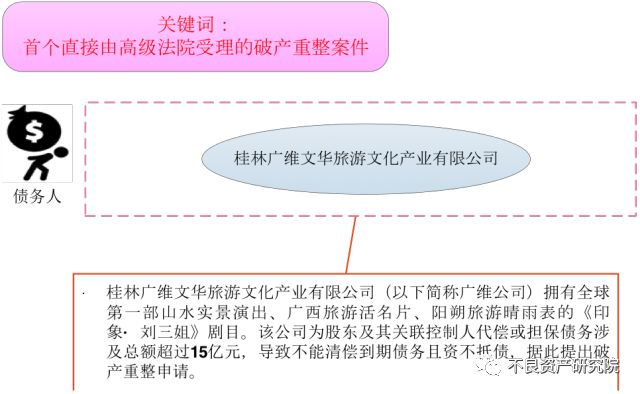 关键词：
首个直接由高级法院受理的破产重整案件
$
债务人
桂林广维文华旅游文化产业有限公司
· 桂林广维文华旅游文化产业有限公司（以下简称广维公司）拥有全球
第一部山水实景演出、广西旅游活名片、阳朔旅游晴雨表的《印
象·刘三姐》剧目。该公司为股东及其关联控制人代偿或担保债务涉
及总额超过15亿元，导致不能清偿到期债务且资不抵债，据此提出破
产重整申请。
不良资产研究院